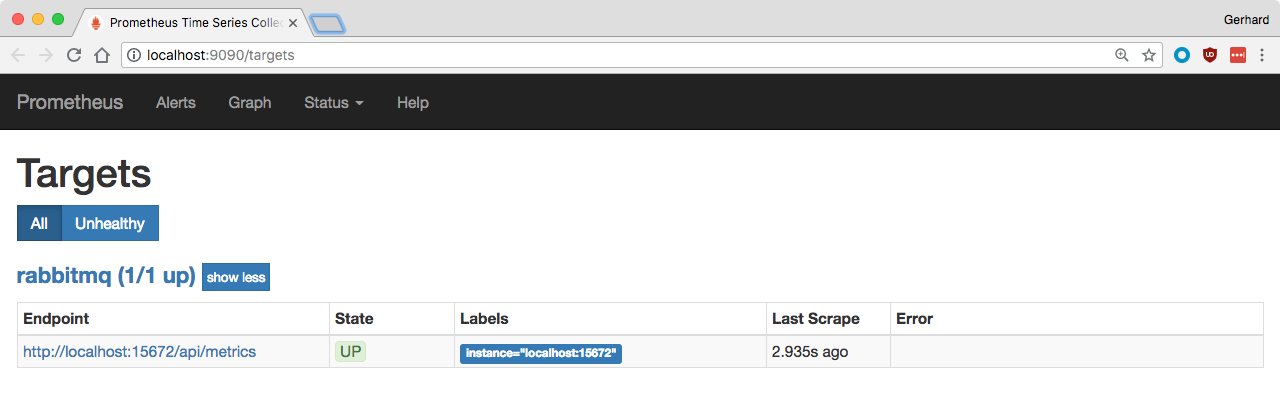 Prometheus Time Series Collec
Gerhard
localhost:9090/targets
Prometheus Alerts Graph Status Help
Targets
All Unhealthy
rabbitmq (1/1 up) show less
Endpoint State Labels Last Scrape Error
http://localhost:15672/api/metrics UP instance="localhost:15672" 2.935s ago